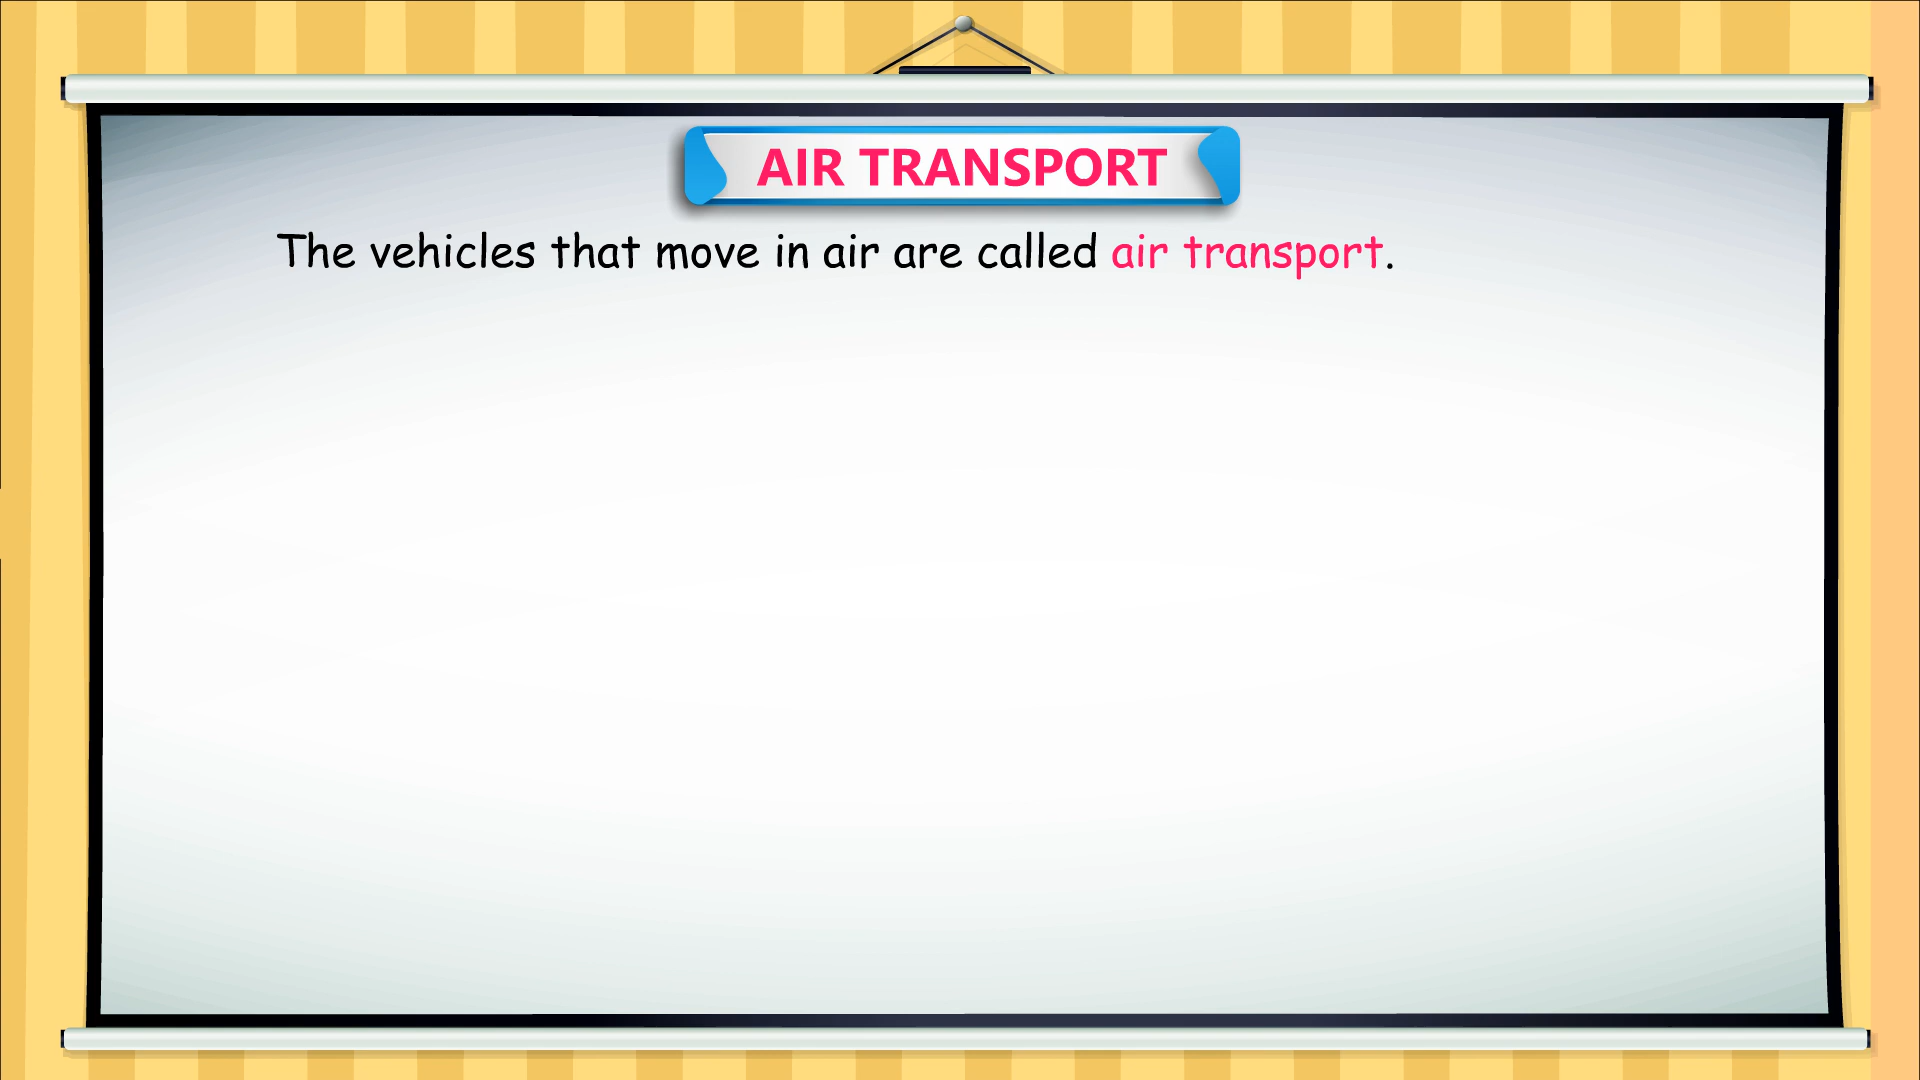 AIR TRANSPORT
The vehicles that move in air are called air transport.